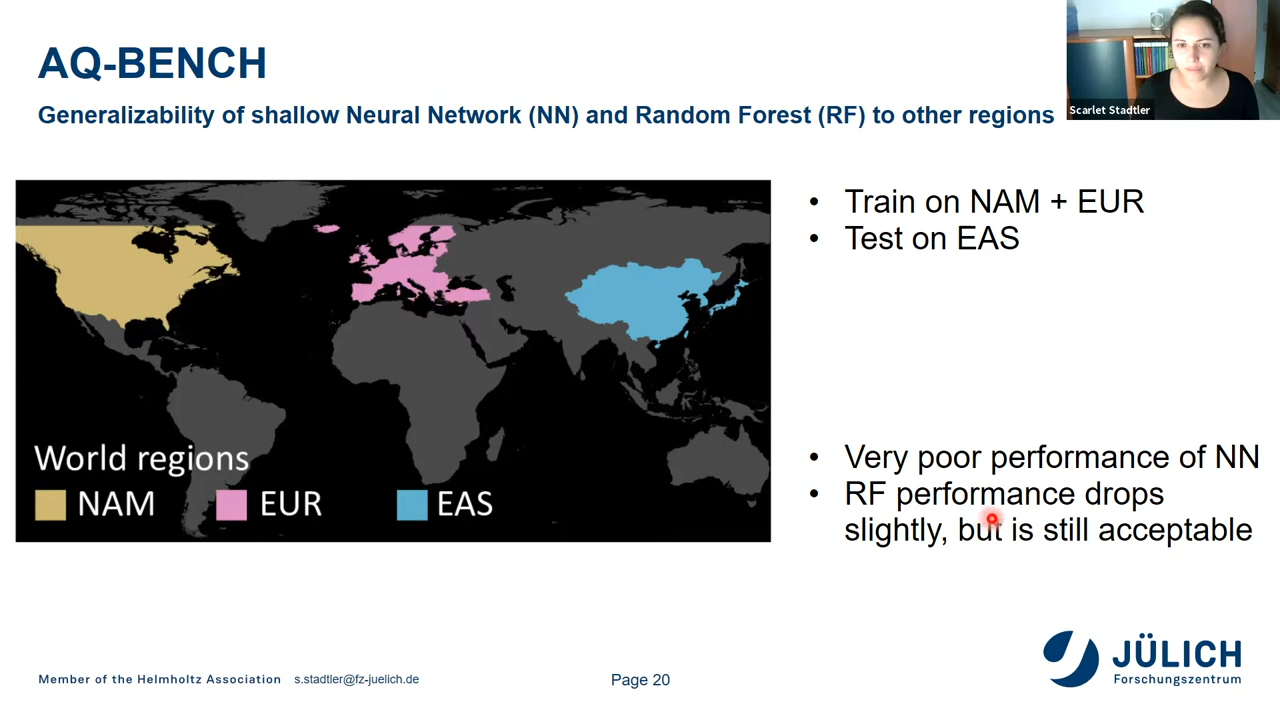 AQ-BENCH
Generalizability of shallow Neural Network (NN) and Random Forest (RF) to other regions
Scarlet Stadtler
• Train on NAM + EUR
• Test on EAS
World regions
NAM EUR EAS
• Very poor performance of NN
• RF performance drops
slightly, but is still acceptable
Member of the Helmholtz Association s.stadtler@fz-juelich.de
Page 20
JÜLICH
Forschungszentrum